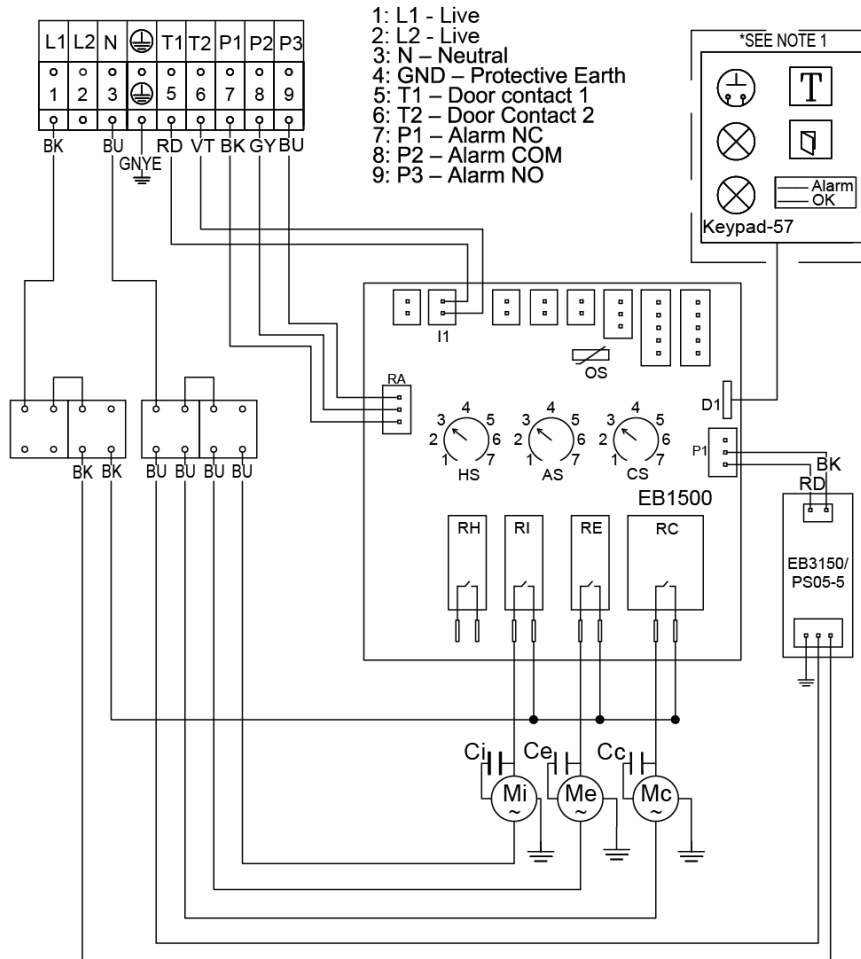 1: L1 - Live
2: L2 - Live
3: N – Neutral
4: GND – Protective Earth
5: T1 – Door contact 1
6: T2 – Door Contact 2
7: P1 – Alarm NC
8: P2 – Alarm COM
9: P3 – Alarm NO
L1 L2 N T1 T2 P1 P2 P3
1 2 3 5 6 7 8 9
BK BU GNYE RD VT BK GY BU
*SEE NOTE 1
T
Alarm
OK
Keypad-57
I1
OS
RA
D1
1 2 3 4 5 6 7
HS
1 2 3 4 5 6 7
AS
1 2 3 4 5 6 7
CS
P1
BK
RD
EB1500
BK BK BU BU BU BU
RH RI RE RC
EB3150/
PS05-5
Ci Ce Cc
Mi Me Mc
~ ~ ~